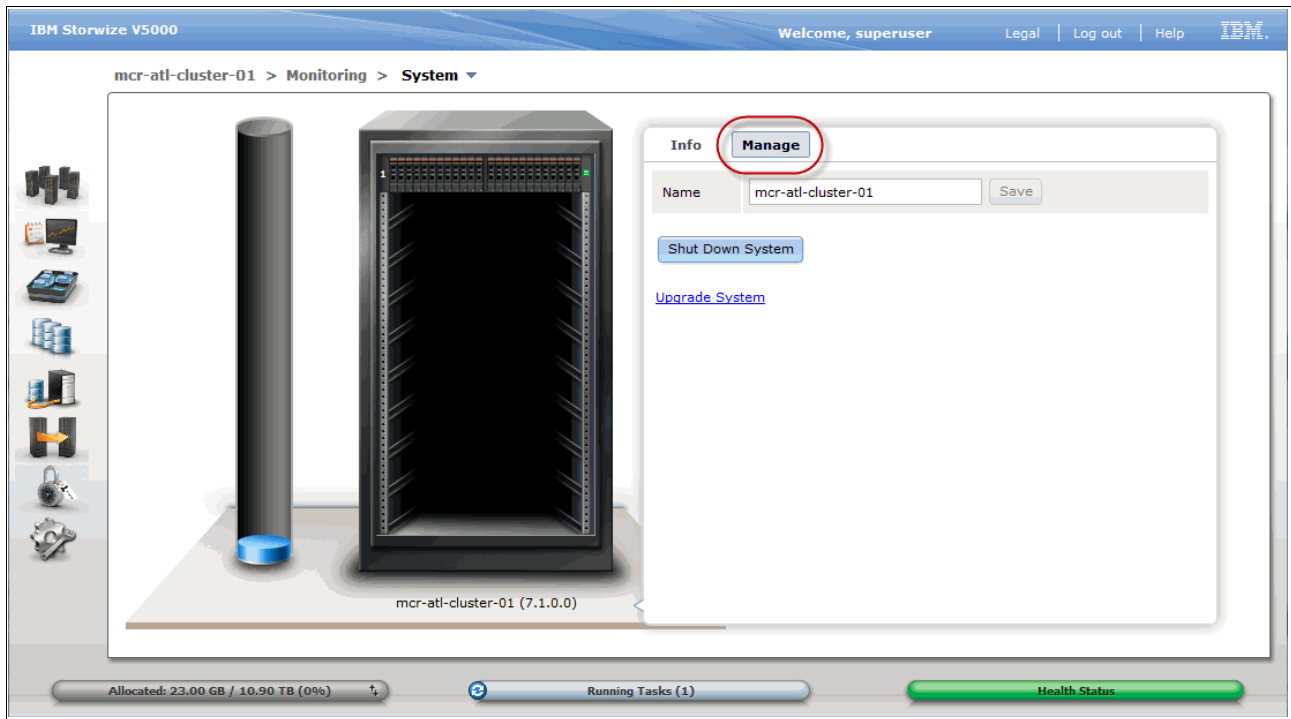 IBM Storwize V5000
Welcome, superuser
Legal | Log out | Help
IBM.
mcr-atl-cluster-01 > Monitoring > System
Info
Manage
Name
mcr-atl-cluster-01
Save
Shut Down System
Upgrade System
1
mcr-atl-cluster-01 (7.1.0.0)
Allocated: 23.00 GB / 10.90 TB (0%)
Running Tasks (1)
Health Status